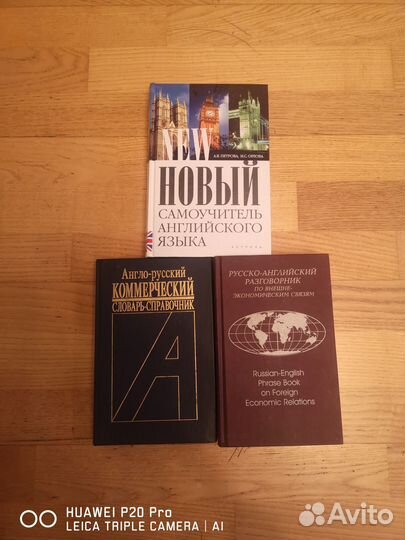 NEW
А.В. ПЕТРОВА, И.С. ОРЛОВА
НОВЫЙ
САМОУЧИТЕЛЬ
АНГЛИЙСКОГО
ЯЗЫКА
Англо-русский
КОММЕРЧЕСКИЙ
СЛОВАРЬ-СПРАВОЧНИК
А
РУССКО-АНГЛИЙСКИЙ
РАЗГОВОРНИК
ПО ВНЕШНЕ-
ЭКОНОМИЧЕСКИМ СВЯЗЯМ
Russian-English
Phrase Book
on Foreign
Economic Relations
HUAWEI P20 Pro
LEICA TRIPLE CAMERA | AI
Avito